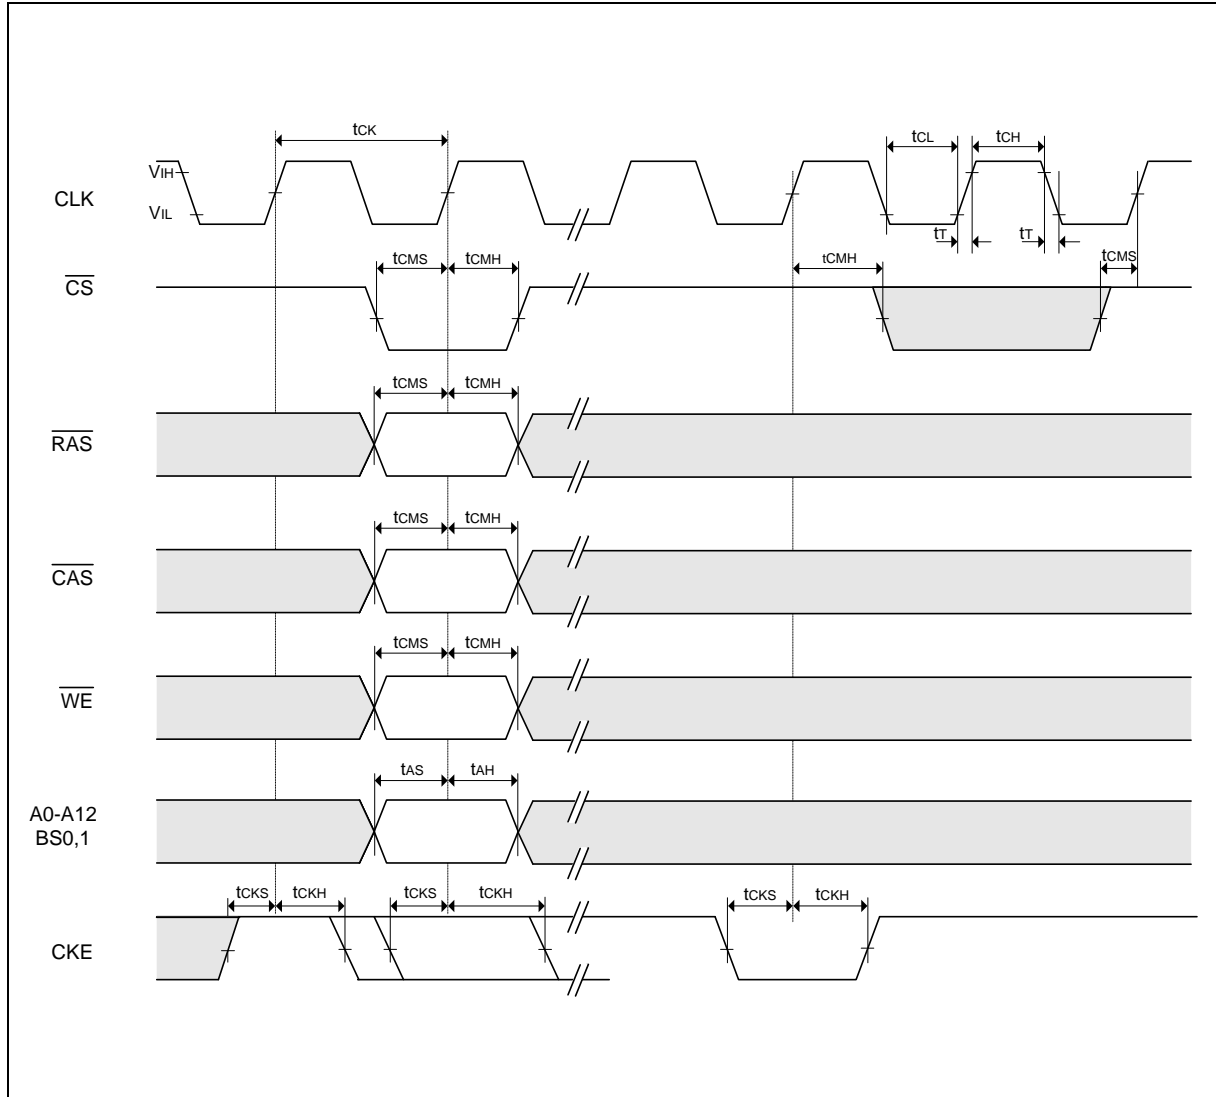 tCK
tCL tCH
VIH
CLK
VIL
tT tT
tCMS tCMH tCMH tCMS
CS
tCMS tCMH
RAS
tCMS tCMH
CAS
tCMS tCMH
WE
tAS tAH
A0-A12
BS0,1
tCKS tCKH tCKS tCKH tCKS tCKH
CKE